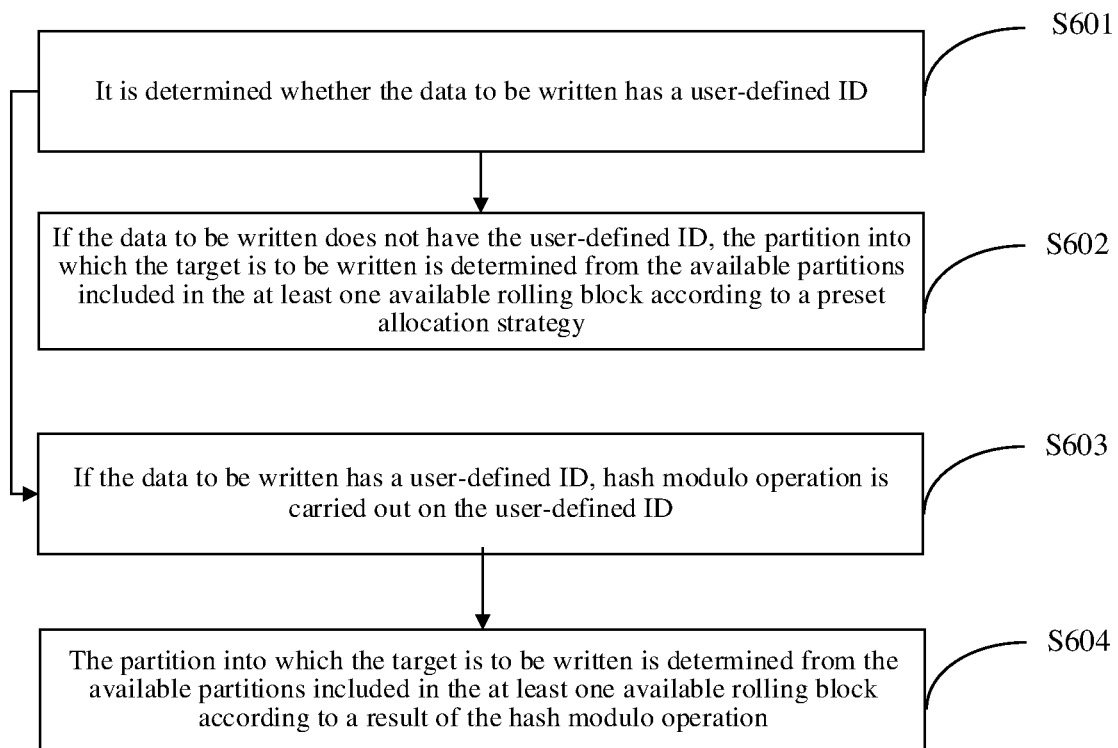 S601
It is determined whether the data to be written has a user-defined ID
If the data to be written does not have the user-defined ID, the partition into
which the target is to be written is determined from the available partitions
included in the at least one available rolling block according to a preset
allocation strategy
S602
If the data to be written has a user-defined ID, hash modulo operation is
carried out on the user-defined ID
S603
The partition into which the target is to be written is determined from the
available partitions included in the at least one available rolling block
according to a result of the hash modulo operation
S604